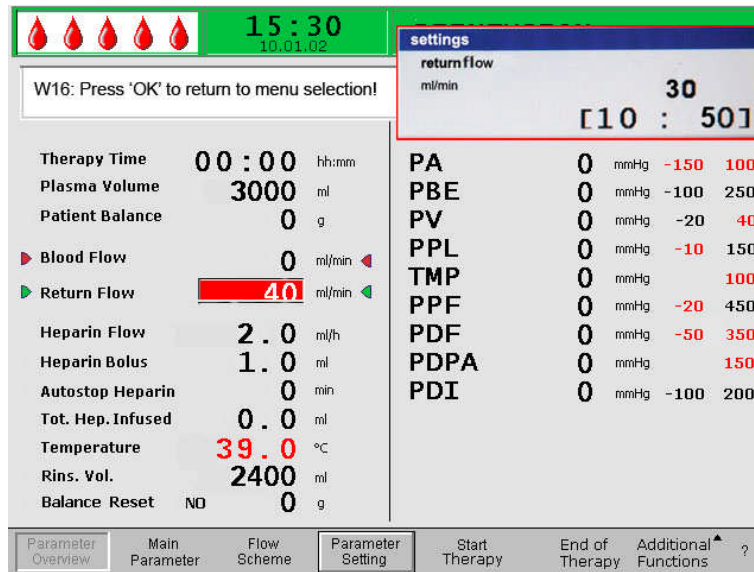 15:30
10.01.02
settings
return flow
ml/min 30
[10 : 50]
W16: Press 'OK' to return to menu selection!
Therapy Time 00:00 hh:mm
Plasma Volume 3000 ml
Patient Balance 0 g
Blood Flow 0 ml/min
Return Flow 40 ml/min
Heparin Flow 2.0 ml/h
Heparin Bolus 1.0 ml
Autostop Heparin 0 min
Tot. Hep. Infused 0.0 ml
Temperature 39.0 °C
Rins. Vol. 2400 ml
Balance Reset NO 0 g
PA 0 mmHg -150 100
PBE 0 mmHg -100 250
PV 0 mmHg -20 40
PPL 0 mmHg -10 150
TMP 0 mmHg 100
PPF 0 mmHg -20 450
PDF 0 mmHg -50 350
PDPA 0 mmHg 150
PDI 0 mmHg -100 200
Parameter Overview
Main Parameter
Flow Scheme
Parameter Setting
Start Therapy
End of Therapy
Additional Functions
?